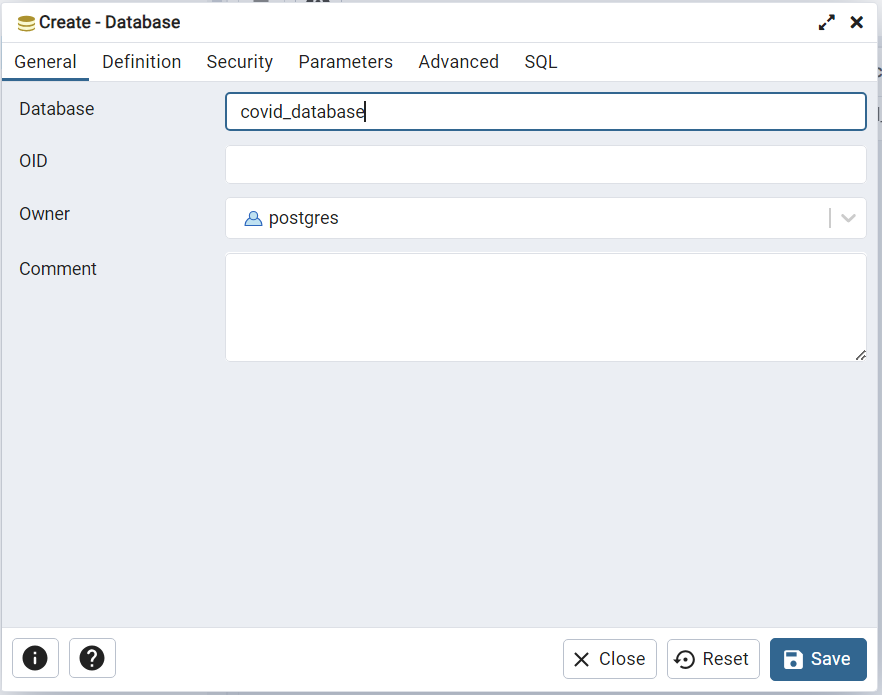 Create - Database
General Definition Security Parameters Advanced SQL
Database covid_database
OID
Owner postgres
Comment
Close Reset Save